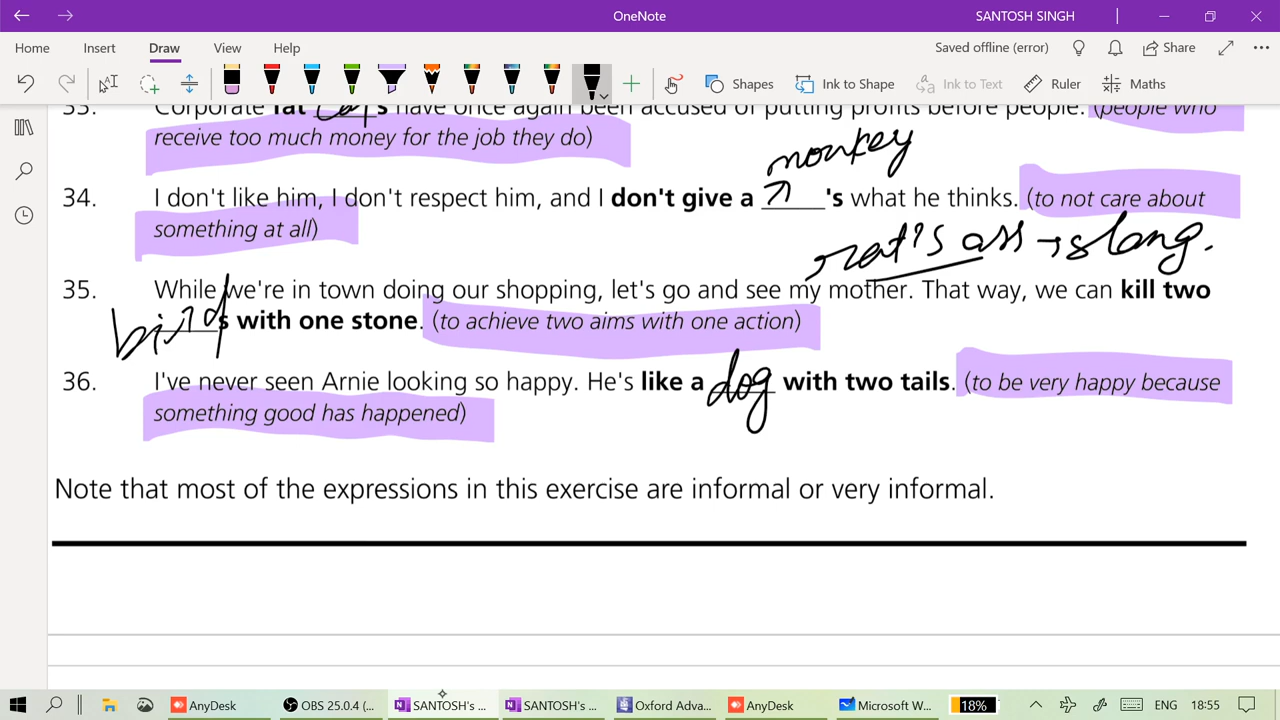 OneNote
SANTOSH SINGH
Home Insert Draw View Help
Saved offline (error) Share
Shapes Ink to Shape Ink to Text Ruler Maths
33. Corporate fat cat's have once again been accused of putting profits before people. (people who
receive too much money for the job they do)
monkey
34. I don't like him, I don't respect him, and I don't give a ____'s what he thinks. (to not care about
something at all)
rat's ass → slang.
35. While we're in town doing our shopping, let's go and see my mother. That way, we can kill two
birds with one stone. (to achieve two aims with one action)
36. I've never seen Arnie looking so happy. He's like a dog with two tails. (to be very happy because
something good has happened)
Note that most of the expressions in this exercise are informal or very informal.
AnyDesk OBS 25.0.4 (... SANTOSH's ... SANTOSH's ... Oxford Adva... AnyDesk Microsoft W... 18% ENG 18:55